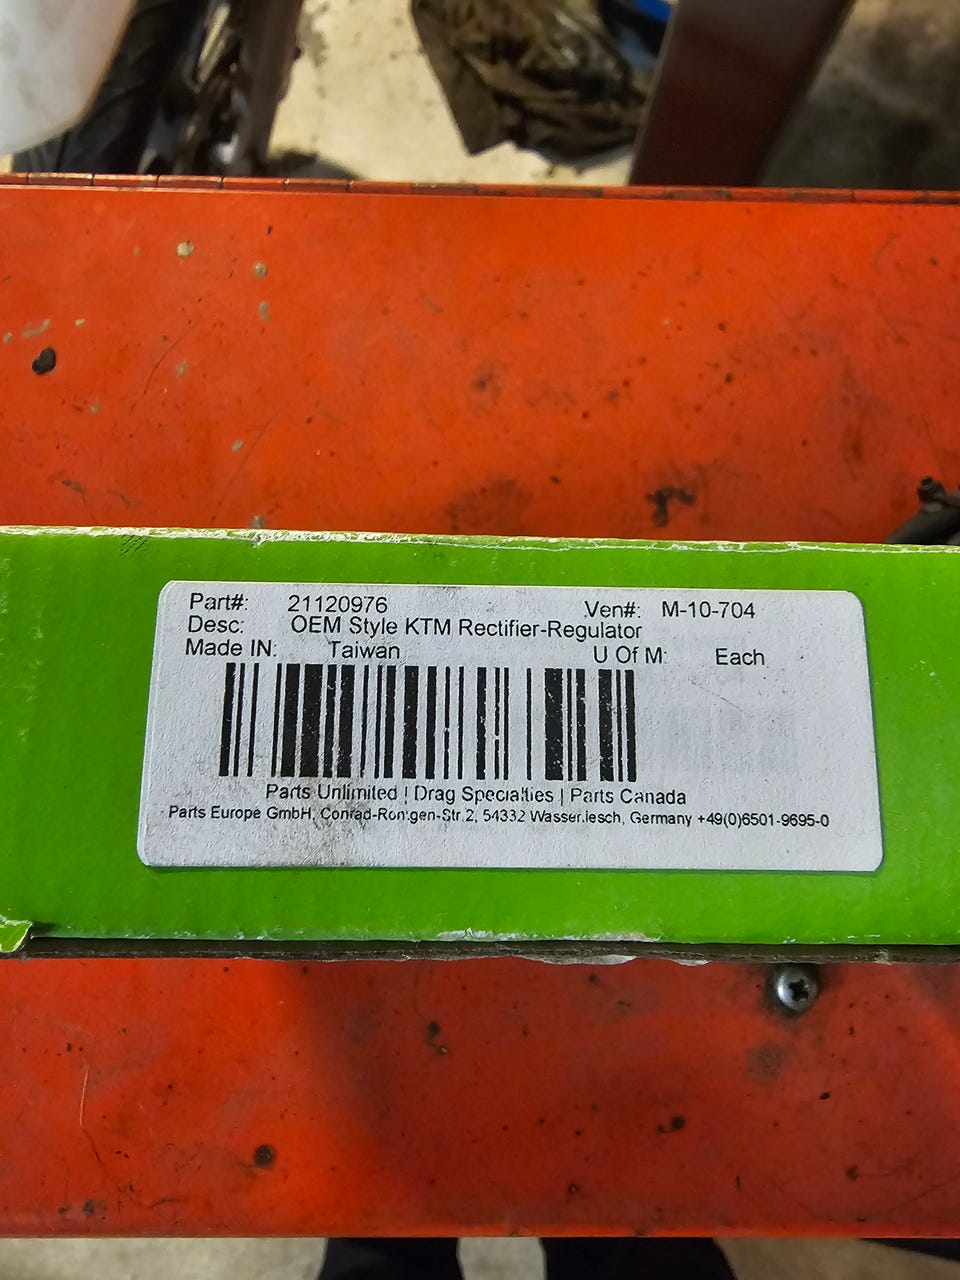 Part#: 21120976 Ven#: M-10-704
Desc: OEM Style KTM Rectifier-Regulator
Made IN: Taiwan U Of M: Each
Parts Unlimited | Drag Specialties | Parts Canada
Parts Europe GmbH, Conrad-Rontgen-Str.2, 54332 Wasserliesch, Germany +49(0)6501-9695-0